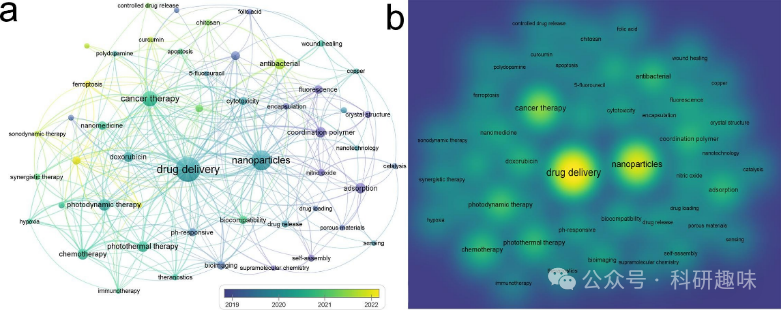 a
controlled drug release
folic acid
chitosan
curcumin
wound healing
polydopamine
apoptosis
antibacterial
5-fluorouracil
copper
ferroptosis
fluorescence
cancer therapy
cytotoxicity
encapsulation
crystal structure
nanomedicine
coordination polymer
sonodynamic therapy
nanotechnology
doxorubicin
nanoparticles
drug delivery
catalysis
synergistic therapy
nitric oxide
adsorption
photodynamic therapy
drug loading
hypoxia
biocompatibility
drug release
porous materials
ph-responsive
photothermal therapy
sensing
chemotherapy
self-assembly
bioimaging
supramolecular chemistry
theranostics
immunotherapy
2019
2020
2021
2022
b
controlled drug release
folic acid
chitosan
curcumin
wound healing
polydopamine
apoptosis
antibacterial
5-fluorouracil
copper
ferroptosis
fluorescence
cancer therapy
cytotoxicity
encapsulation
crystal structure
nanomedicine
coordination polymer
sonodynamic therapy
nanotechnology
doxorubicin
nanoparticles
drug delivery
catalysis
synergistic therapy
nitric oxide
adsorption
photodynamic therapy
drug loading
hypoxia
biocompatibility
drug release
porous materials
ph-responsive
photothermal therapy
sensing
chemotherapy
self-assembly
bioimaging
supramolecular chemistry
immunotherapy
公众号 · 科研趣味